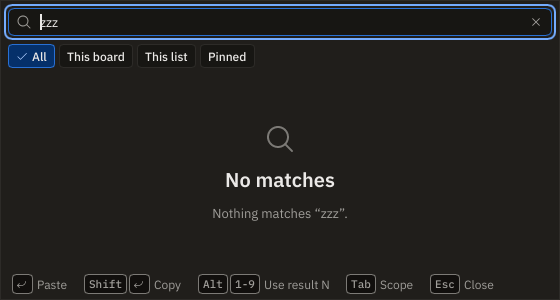 zzz
All This board This list Pinned
No matches
Nothing matches “zzz”.
Paste Shift Copy Alt 1-9 Use result N Tab Scope Esc Close